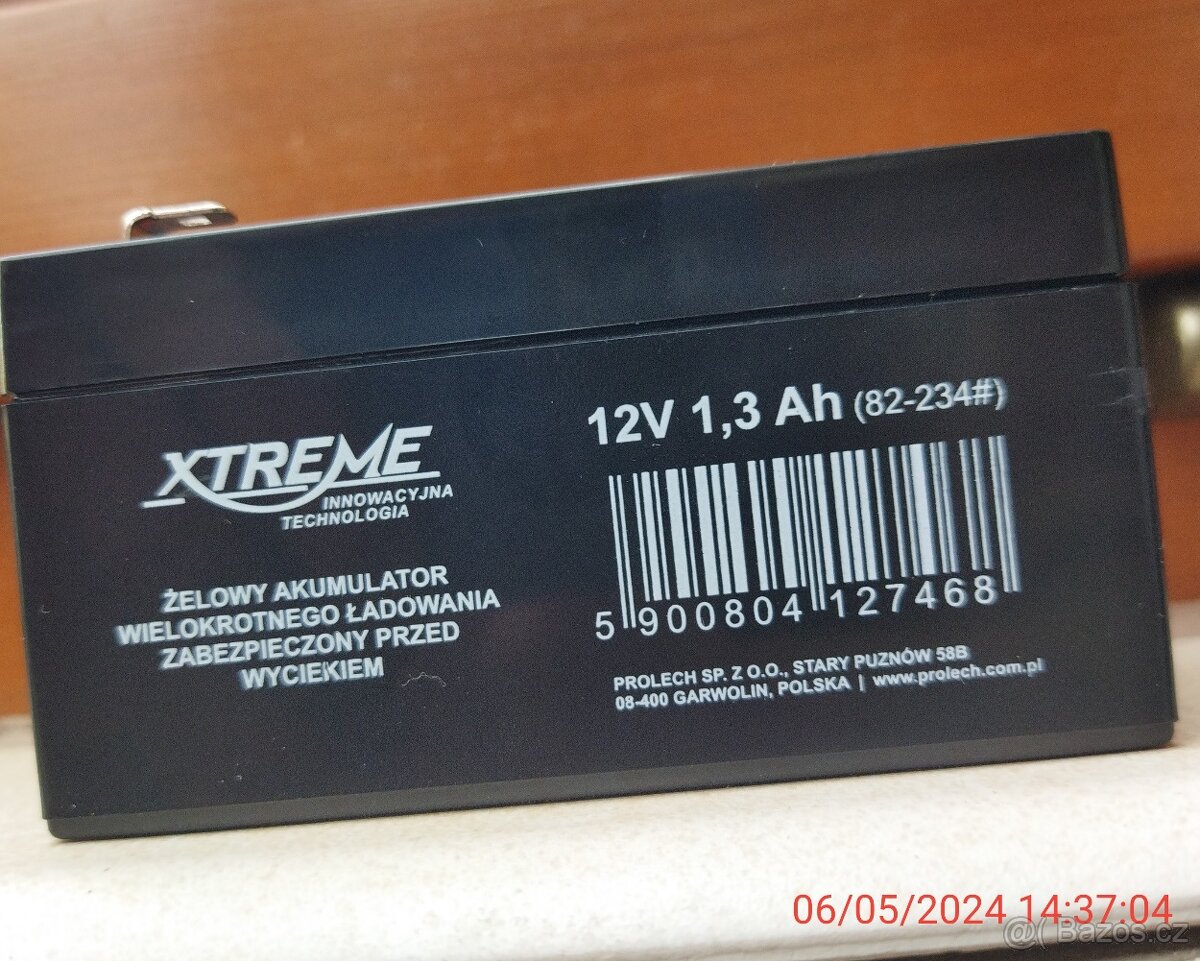 XTREME
INNOWACYJNA
TECHNOLOGIA
ŻELOWY AKUMULATOR
WIELOKROTNEGO ŁADOWANIA
ZABEZPIECZONY PRZED
WYCIEKIEM
12V 1,3 Ah (82-234#)
5 900804 127468
PROLECH SP. Z O.O., STARY PUZNÓW 58B
08-400 GARWOLIN, POLSKA | www.prolech.com.pl
06/05/2024 14:37:04
@( Bazos.cz